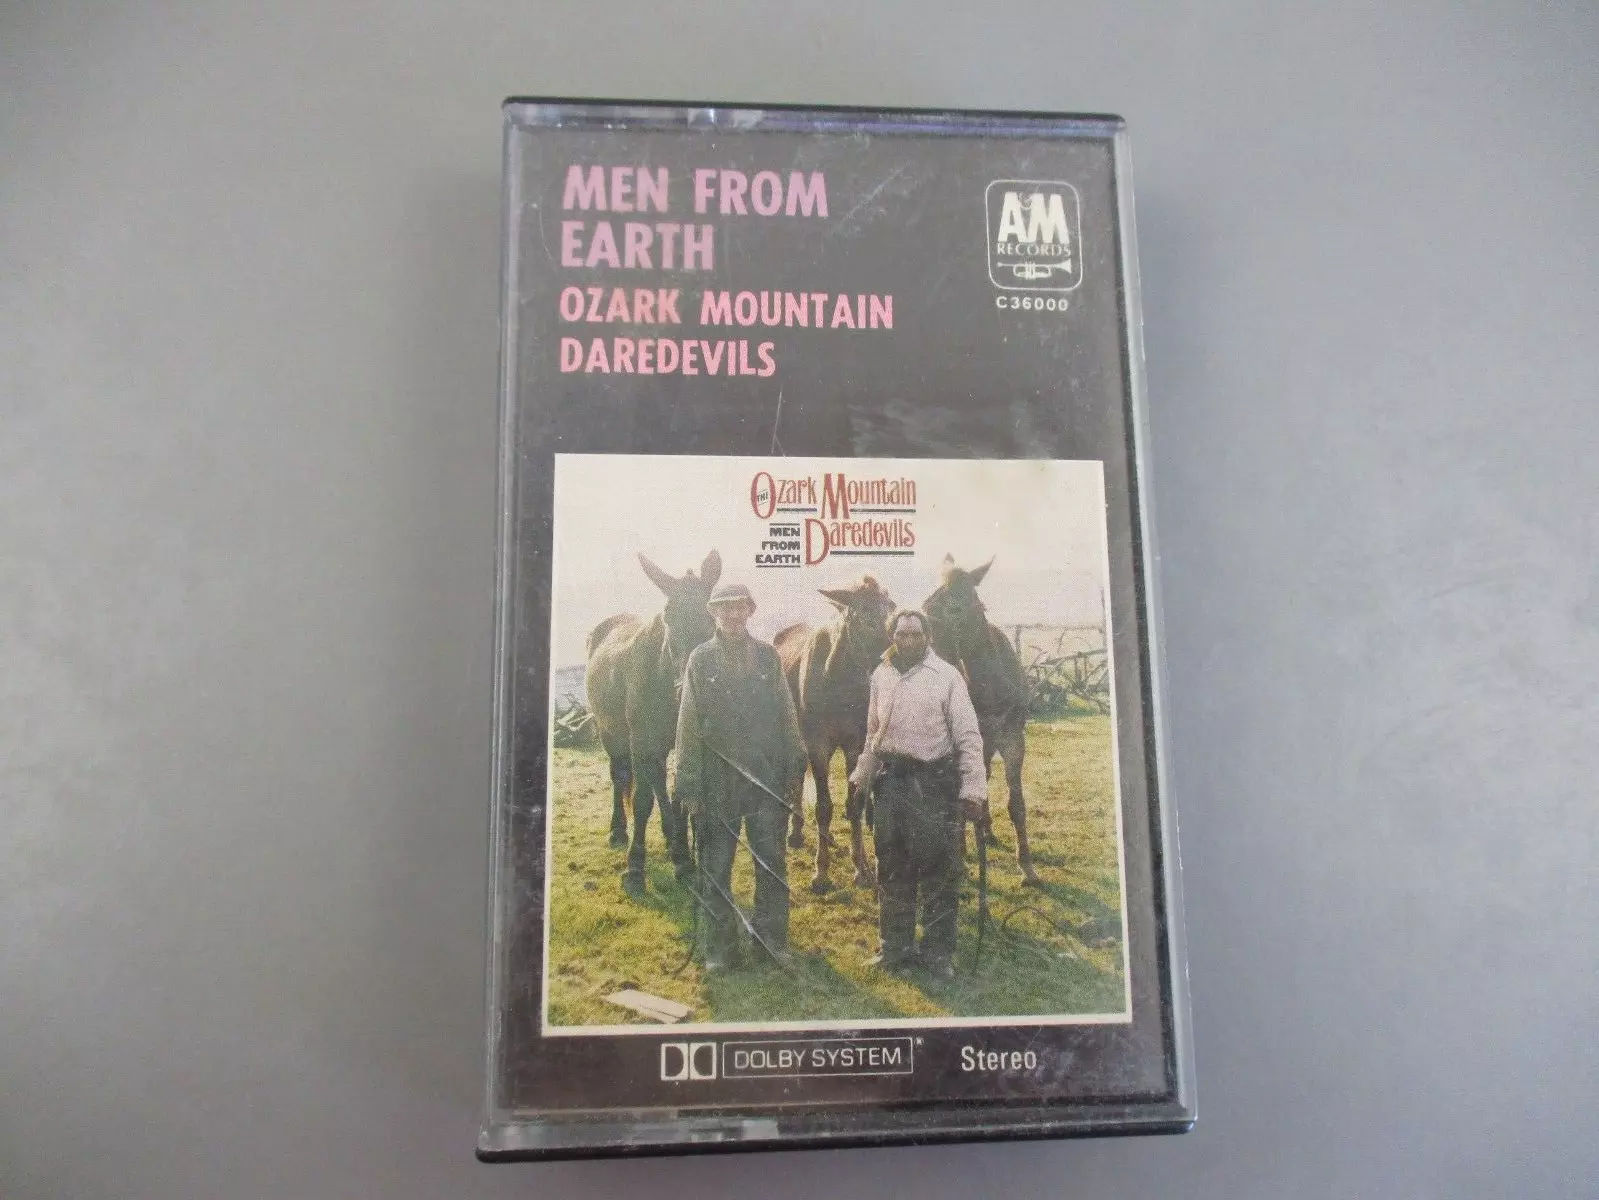 MEN FROM
EARTH
OZARK MOUNTAIN
DAREDEVILS
A&M
RECORDS
C36000
THE Ozark Mountain
Daredevils
MEN
FROM
EARTH
DOLBY SYSTEM®
Stereo